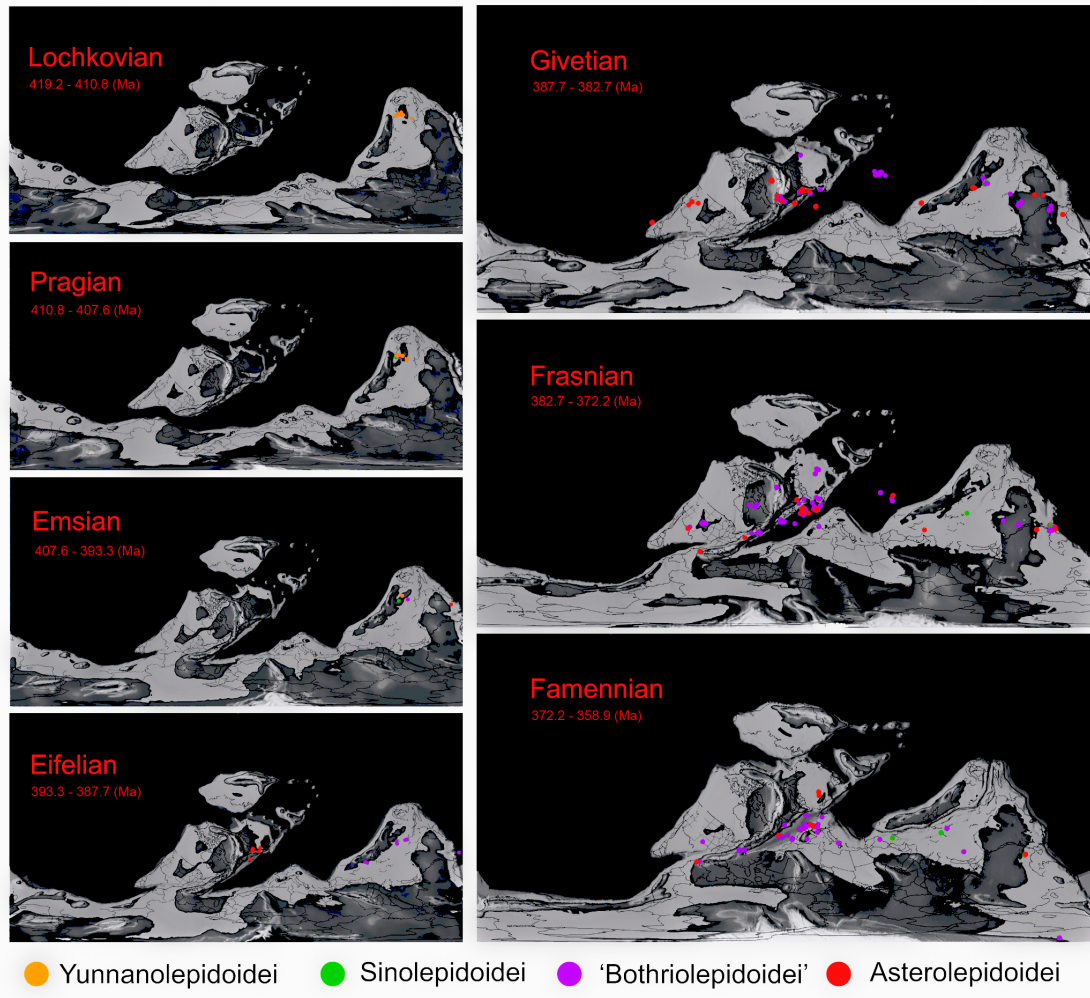 Lochkovian
419.2 - 410.8 (Ma)
Pragian
410.8 - 407.6 (Ma)
Emsian
407.6 - 393.3 (Ma)
Eifelian
393.3 - 387.7 (Ma)
Givetian
387.7 - 382.7 (Ma)
Frasnian
382.7 - 372.2 (Ma)
Famennian
372.2 - 358.9 (Ma)
Yunnanolepidoidei
Sinolepidoidei
‘Bothriolepidoidei’
Asterolepidoidei